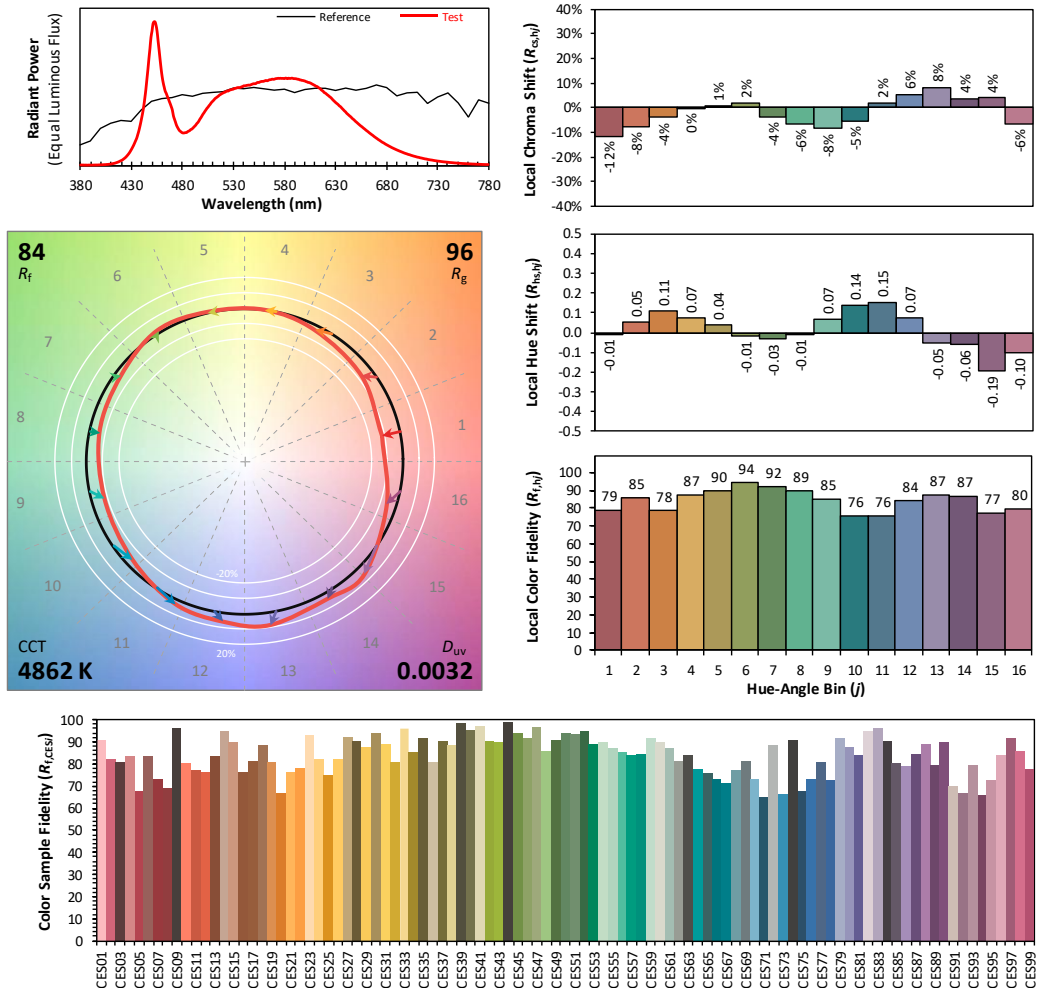 Reference
Test
Radiant Power
(Equal Luminous Flux)
380 430 480 530 580 630 680 730 780
Wavelength (nm)
Local Chroma Shift (Rcs,hj)
40%
30%
20%
10%
0%
-10%
-20%
-30%
-40%
-12% -8% -4% 0% 1% 2% -4% -6% -8% -5% 2% 6% 8% 4% 4% -6%
84
Rf
96
Rg
5 4
6 3
7 2
8 1
9 16
10 15
11 14
12 13
-20%
20%
CCT
4862 K
Duv
0.0032
Local Hue Shift (Rhs,hj)
0.5
0.4
0.3
0.2
0.1
0.0
-0.1
-0.2
-0.3
-0.4
-0.5
-0.01 0.05 0.11 0.07 0.04 -0.01 -0.03 -0.01 0.07 0.14 0.15 0.07 -0.05 -0.06 -0.19 -0.10
Local Color Fidelity (Rf,hj)
100
90
80
70
60
50
40
30
20
10
0
79 85 78 87 90 94 92 89 85 76 76 84 87 87 77 80
1 2 3 4 5 6 7 8 9 10 11 12 13 14 15 16
Hue-Angle Bin (j)
Color Sample Fidelity (Rf,CESi)
100
90
80
70
60
50
40
30
20
10
0
CES01 CES03 CES05 CES07 CES09 CES11 CES13 CES15 CES17 CES19 CES21 CES23 CES25 CES27 CES29 CES31 CES33 CES35 CES37 CES39 CES41 CES43 CES45 CES47 CES49 CES51 CES53 CES55 CES57 CES59 CES61 CES63 CES65 CES67 CES69 CES71 CES73 CES75 CES77 CES79 CES81 CES83 CES85 CES87 CES89 CES91 CES93 CES95 CES97 CES99